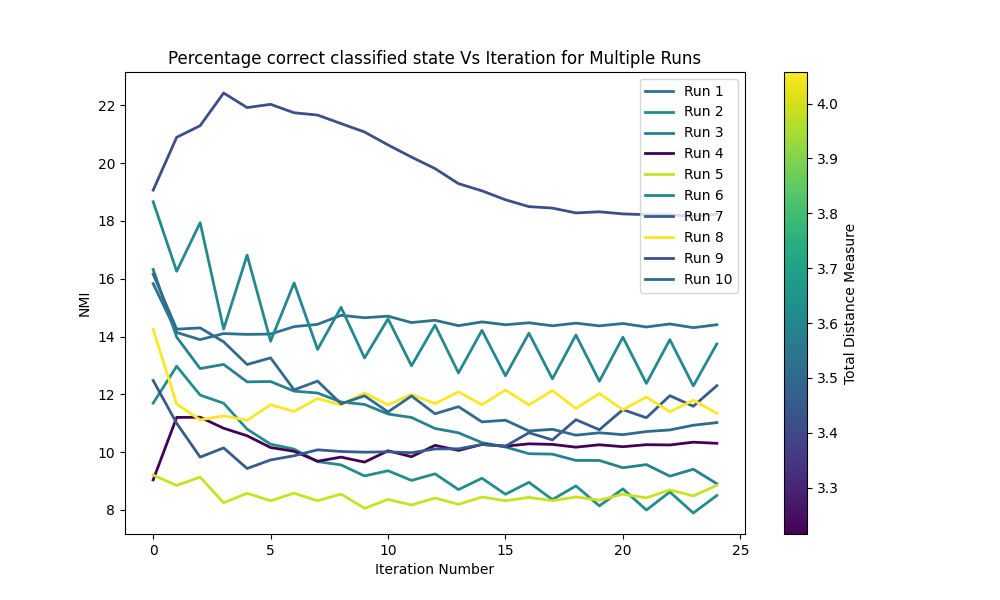 Percentage correct classified state Vs Iteration for Multiple Runs
NMI
22
20
18
16
14
12
10
8
0
5
10
15
20
25
Iteration Number
Run 1
Run 2
Run 3
Run 4
Run 5
Run 6
Run 7
Run 8
Run 9
Run 10
4.0
3.9
3.8
3.7
3.6
3.5
3.4
3.3
Total Distance Measure